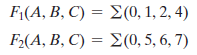 F₁(A, B, C) = Σ(0, 1, 2, 4)
F₂(A, B, C) = Σ(0, 5, 6, 7)